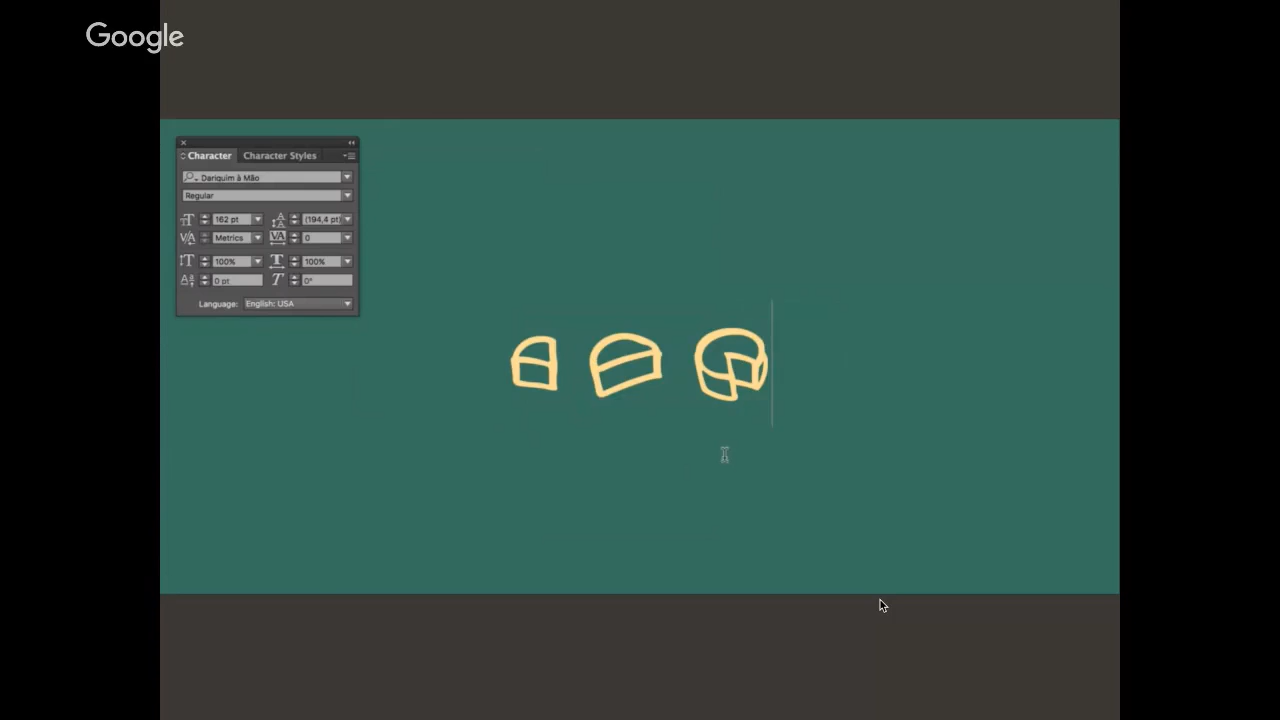 Google
Character Character Styles
Dariquim à Mão
Regular
162 pt (194,4 pt)
Metrics 0
100% 100%
0 pt 0°
Language: English: USA